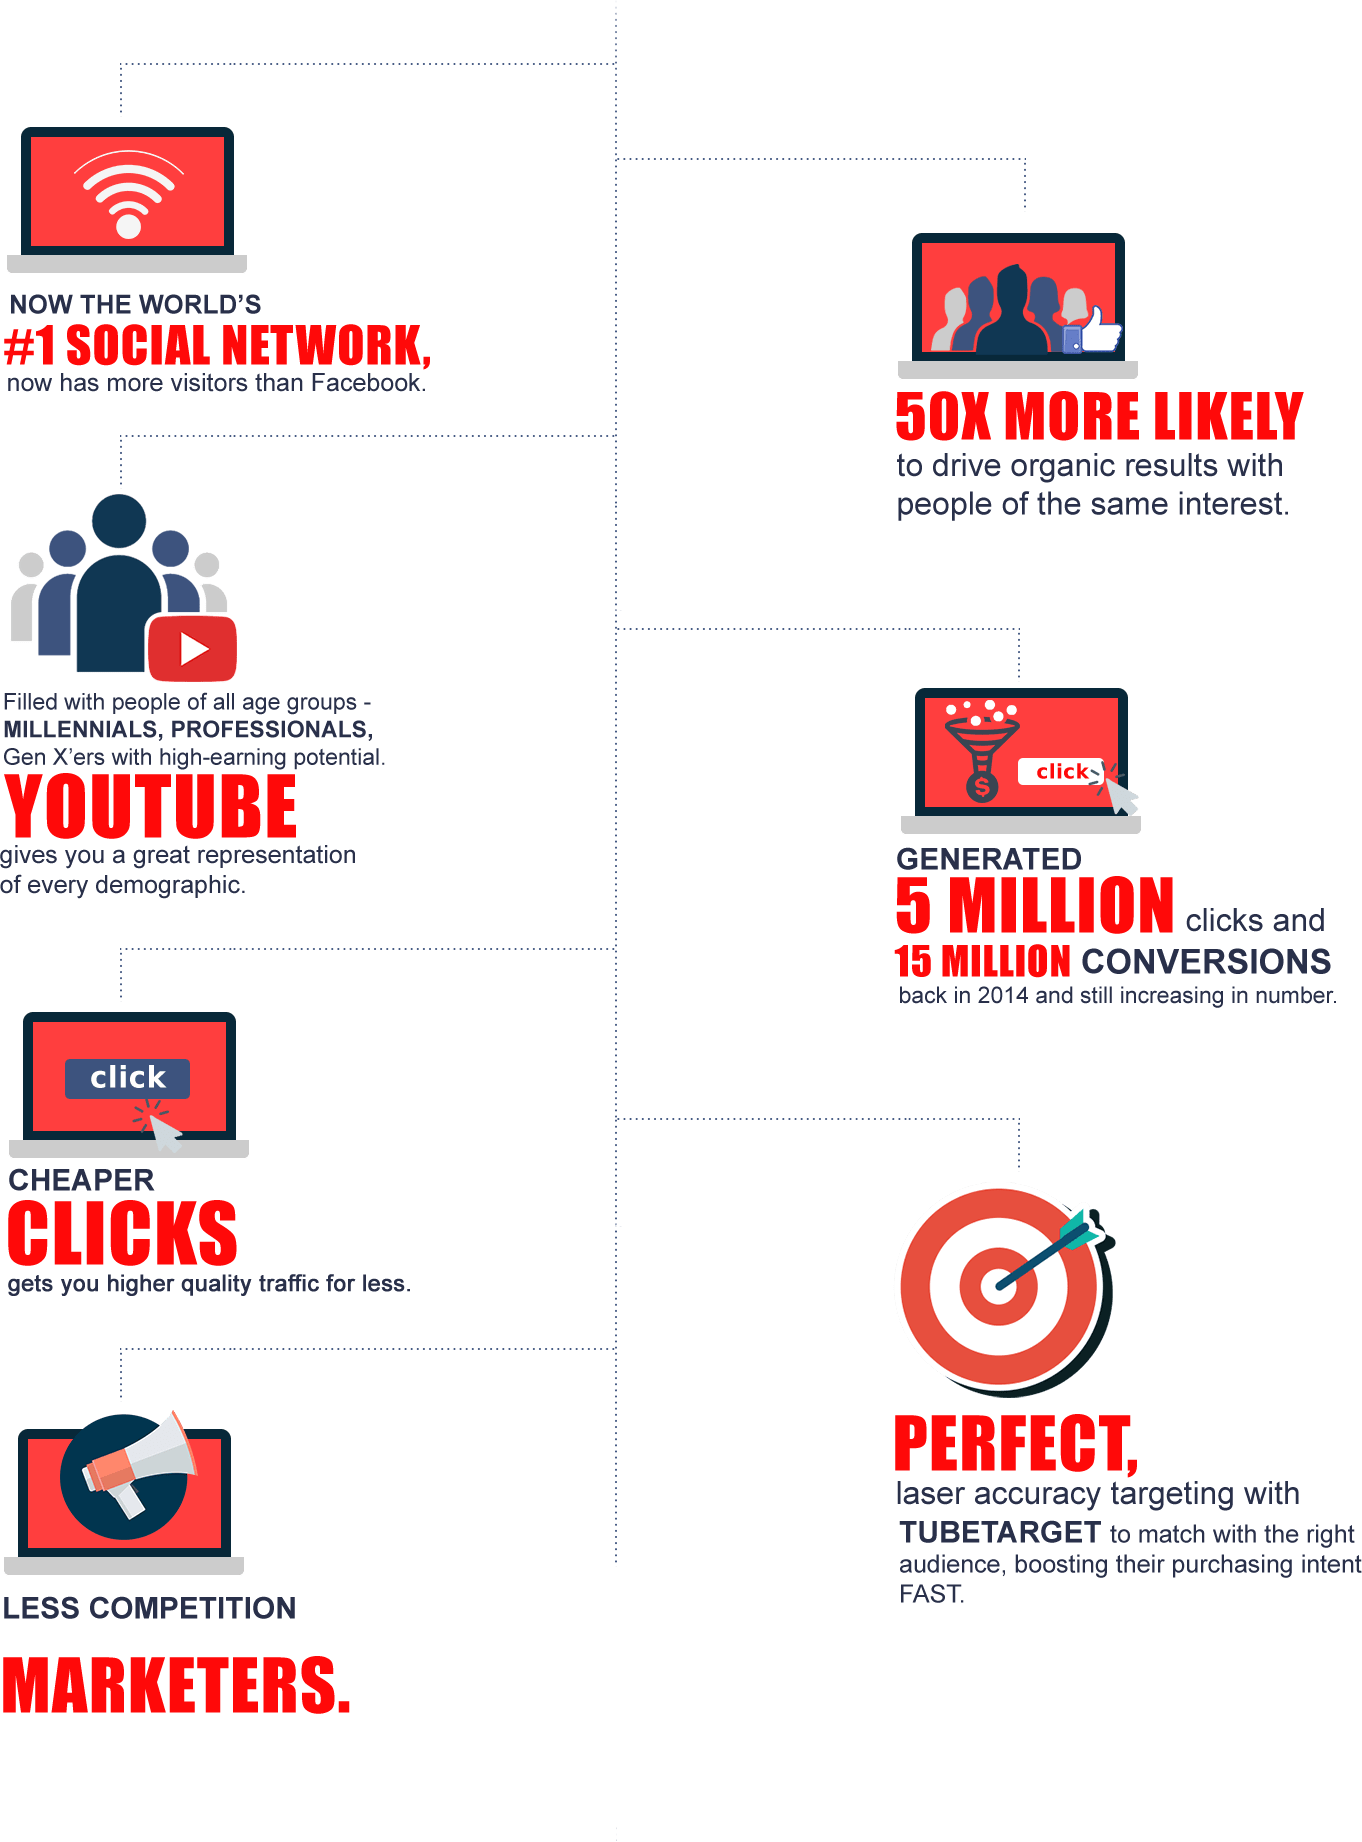 NOW THE WORLD'S
#1 SOCIAL NETWORK,
now has more visitors than Facebook.
50X MORE LIKELY
to drive organic results with
people of the same interest.
Filled with people of all age groups -
MILLENNIALS, PROFESSIONALS,
Gen X'ers with high-earning potential.
YOUTUBE
gives you a great representation
of every demographic.
$
click
GENERATED
5 MILLION clicks and
15 MILLION CONVERSIONS
back in 2014 and still increasing in number.
click
CHEAPER
CLICKS
gets you higher quality traffic for less.
PERFECT,
laser accuracy targeting with
TUBETARGET to match with the right
audience, boosting their purchasing intent
FAST.
LESS COMPETITION
MARKETERS.